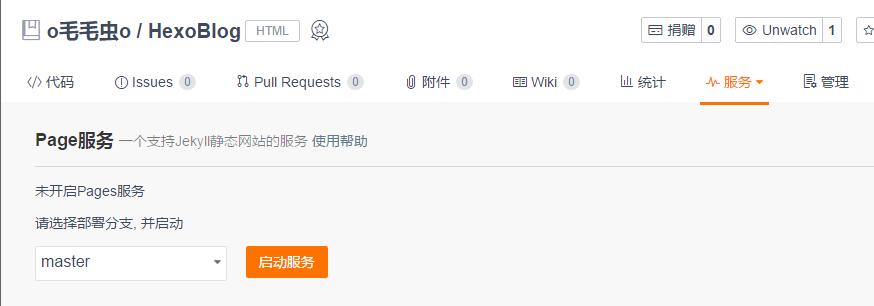 o毛毛虫o / HexoBlog HTML 捐赠 0 Unwatch 1
代码 Issues 0 Pull Requests 0 附件 0 Wiki 0 统计 服务 管理
Page服务 一个支持Jekyll静态网站的服务 使用帮助
未开启Pages服务
请选择部署分支, 并启动
master 启动服务